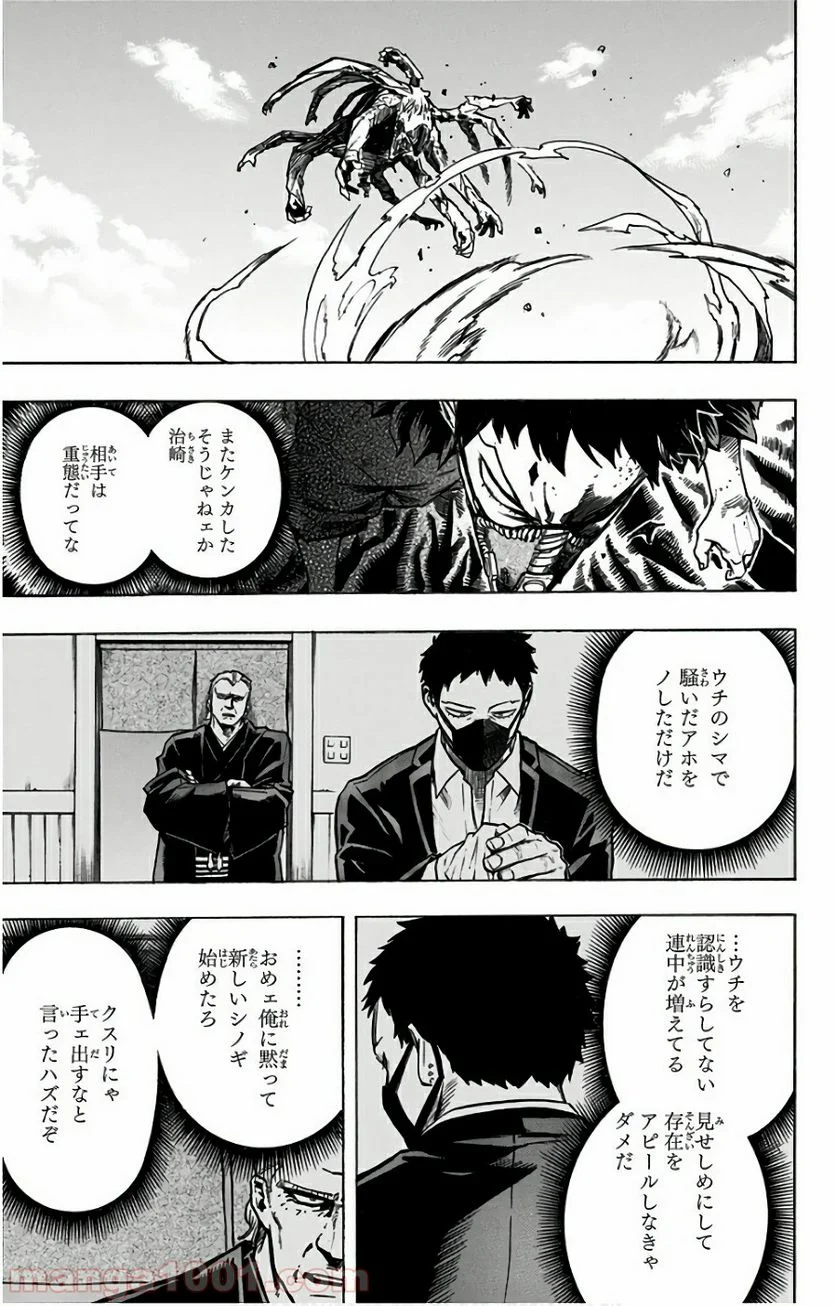 またケンカした
そうじゃねェか
治崎
相手は
重態だってな
ウチのシマで
騒いだアホを
ノしただけだ
…ウチを
認識すらしてない
連中が増えてる
見せしめにして
存在を
アピールしなきゃ
ダメだ
………
おめェ俺に黙って
新しいシノギ
始めたろ
クスリにゃ
手ェ出すなと
言ったハズだぞ
manga1001.com